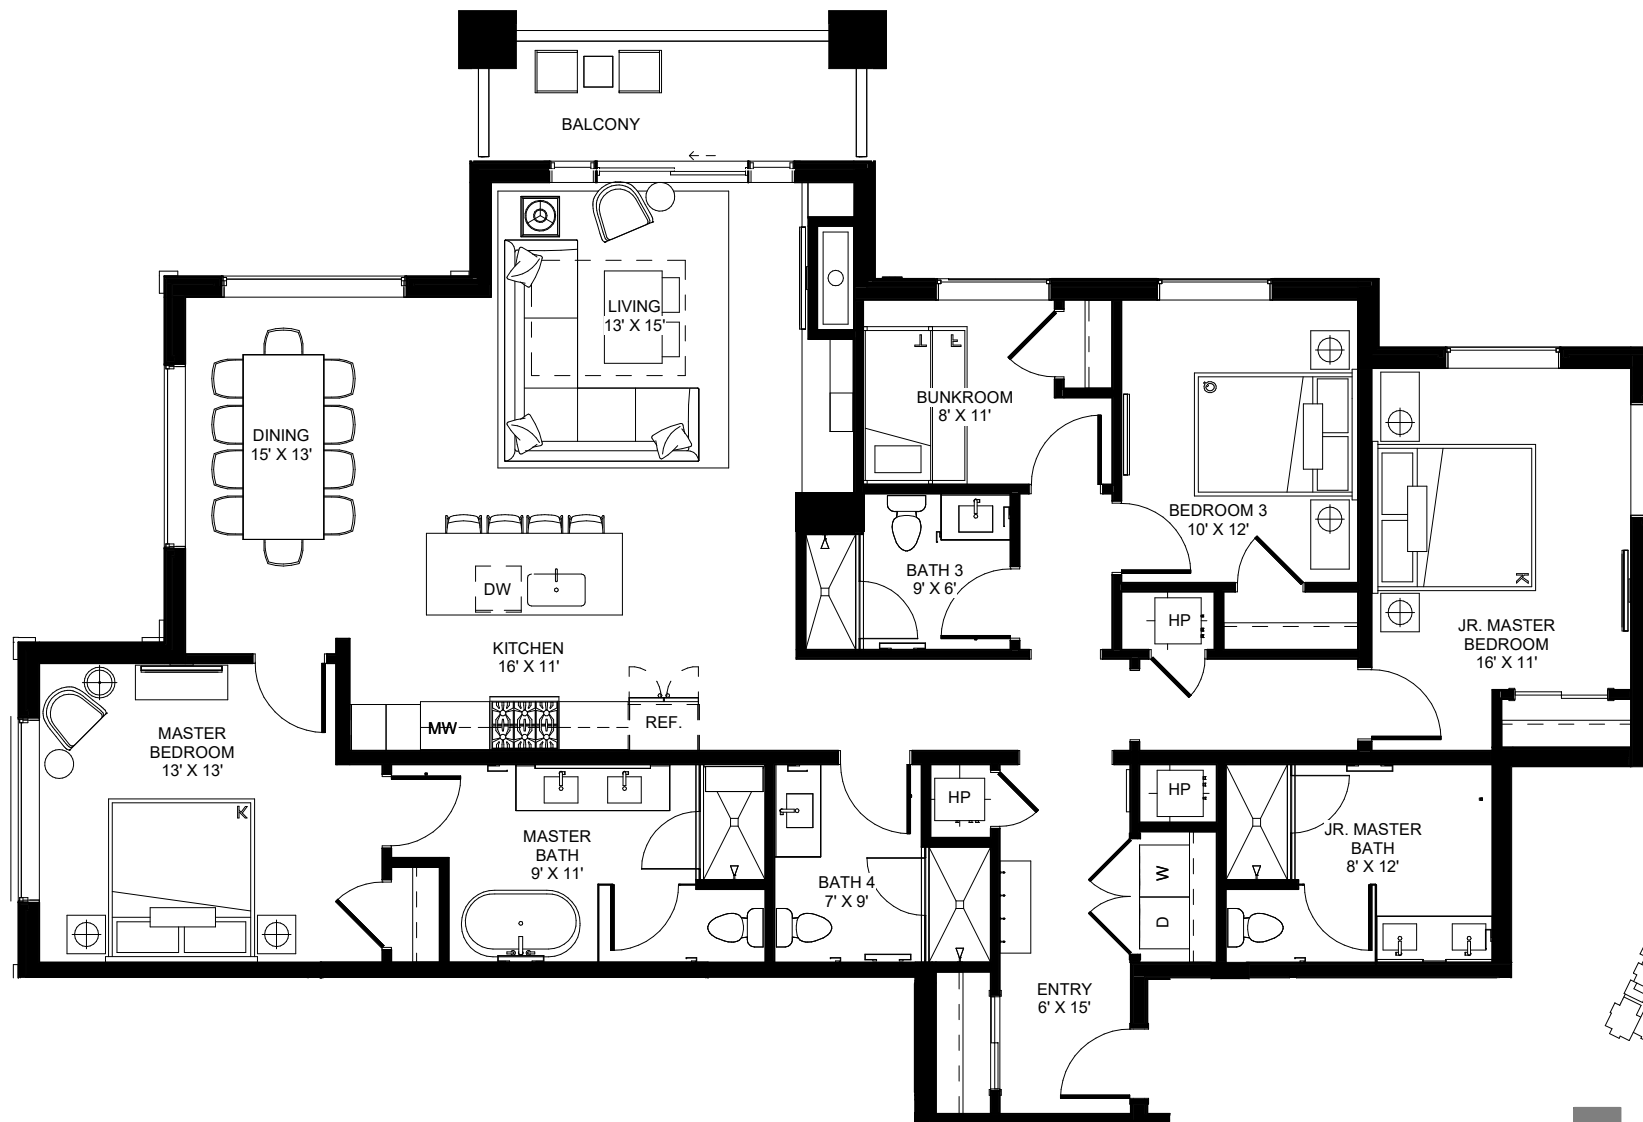 BALCONY
LIVING
13' X 15'
DINING
15' X 13'
BUNKROOM
8' X 11'
T
F
Q
BEDROOM 3
10' X 12'
BATH 3
9' X 6'
DW
KITCHEN
16' X 11'
MW
REF.
HP
K
JR. MASTER
BEDROOM
16' X 11'
MASTER
BEDROOM
13' X 13'
K
MASTER
BATH
9' X 11'
BATH 4
7' X 9'
HP
HP
W
D
JR. MASTER
BATH
8' X 12'
ENTRY
6' X 15'